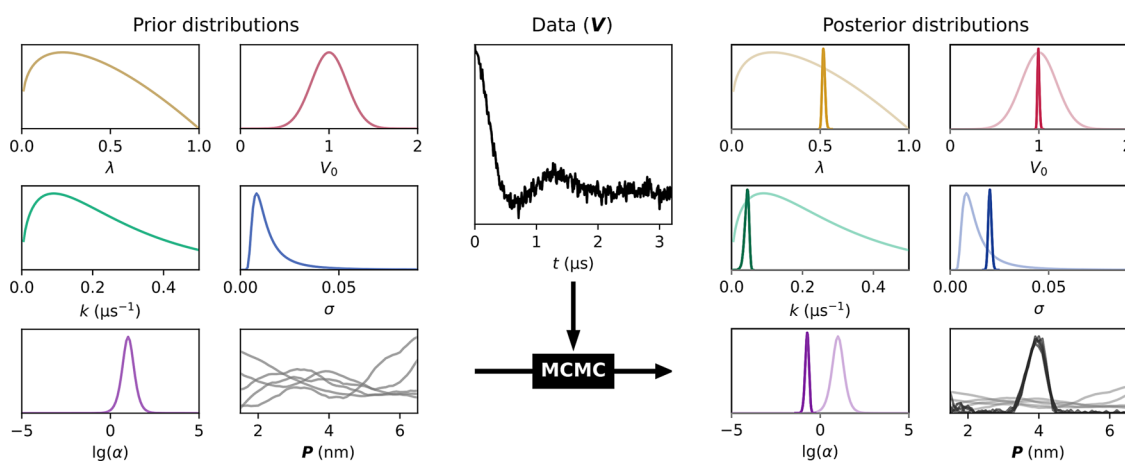 Prior distributions
Data (V)
Posterior distributions
0.0 0.5 1.0
λ
0 1 2
V₀
0.0 0.2 0.4
k (μs⁻¹)
0.00 0.05
σ
−5 0 5
lg(α)
2 4 6
P (nm)
0 1 2 3
t (μs)
MCMC
0.0 0.5 1.0
λ
0 1 2
V₀
0.0 0.2 0.4
k (μs⁻¹)
0.00 0.05
σ
−5 0 5
lg(α)
2 4 6
P (nm)